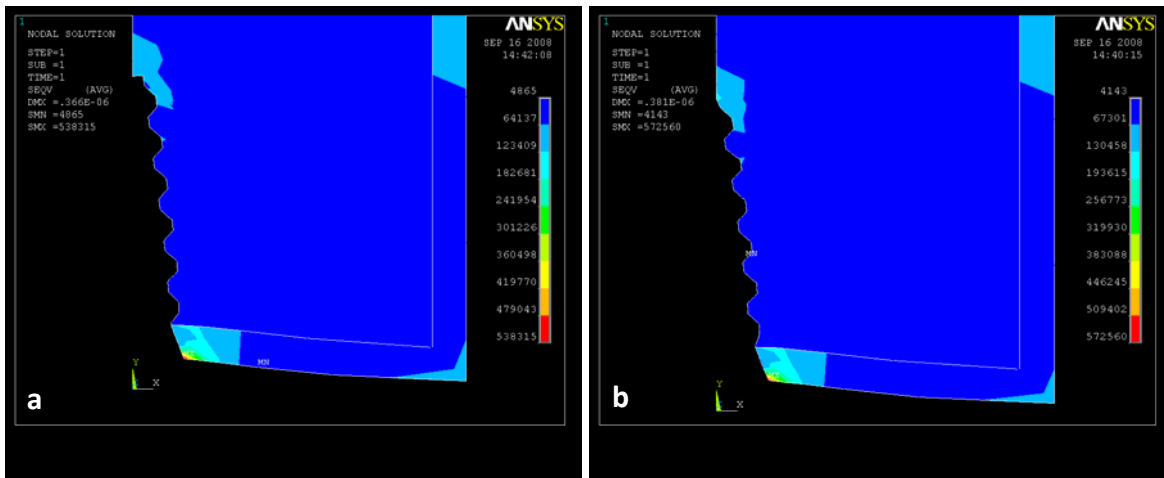 1
ANSYS
NODAL SOLUTION
SEP 16 2008
14:42:08
STEP=1
SUB =1
TIME=1
SEQV (AVG)
DMX =.366E-06
SMN =4865
SMX =538315
4865
64137
123409
182681
241954
301226
360498
419770
479043
538315
MN
Y
X
a
1
ANSYS
NODAL SOLUTION
SEP 16 2008
14:40:15
STEP=1
SUB =1
TIME=1
SEQV (AVG)
DMX =.381E-06
SMN =4143
SMX =572560
4143
67301
130458
193615
256773
319930
383088
446245
509402
572560
MN
Y
X
b